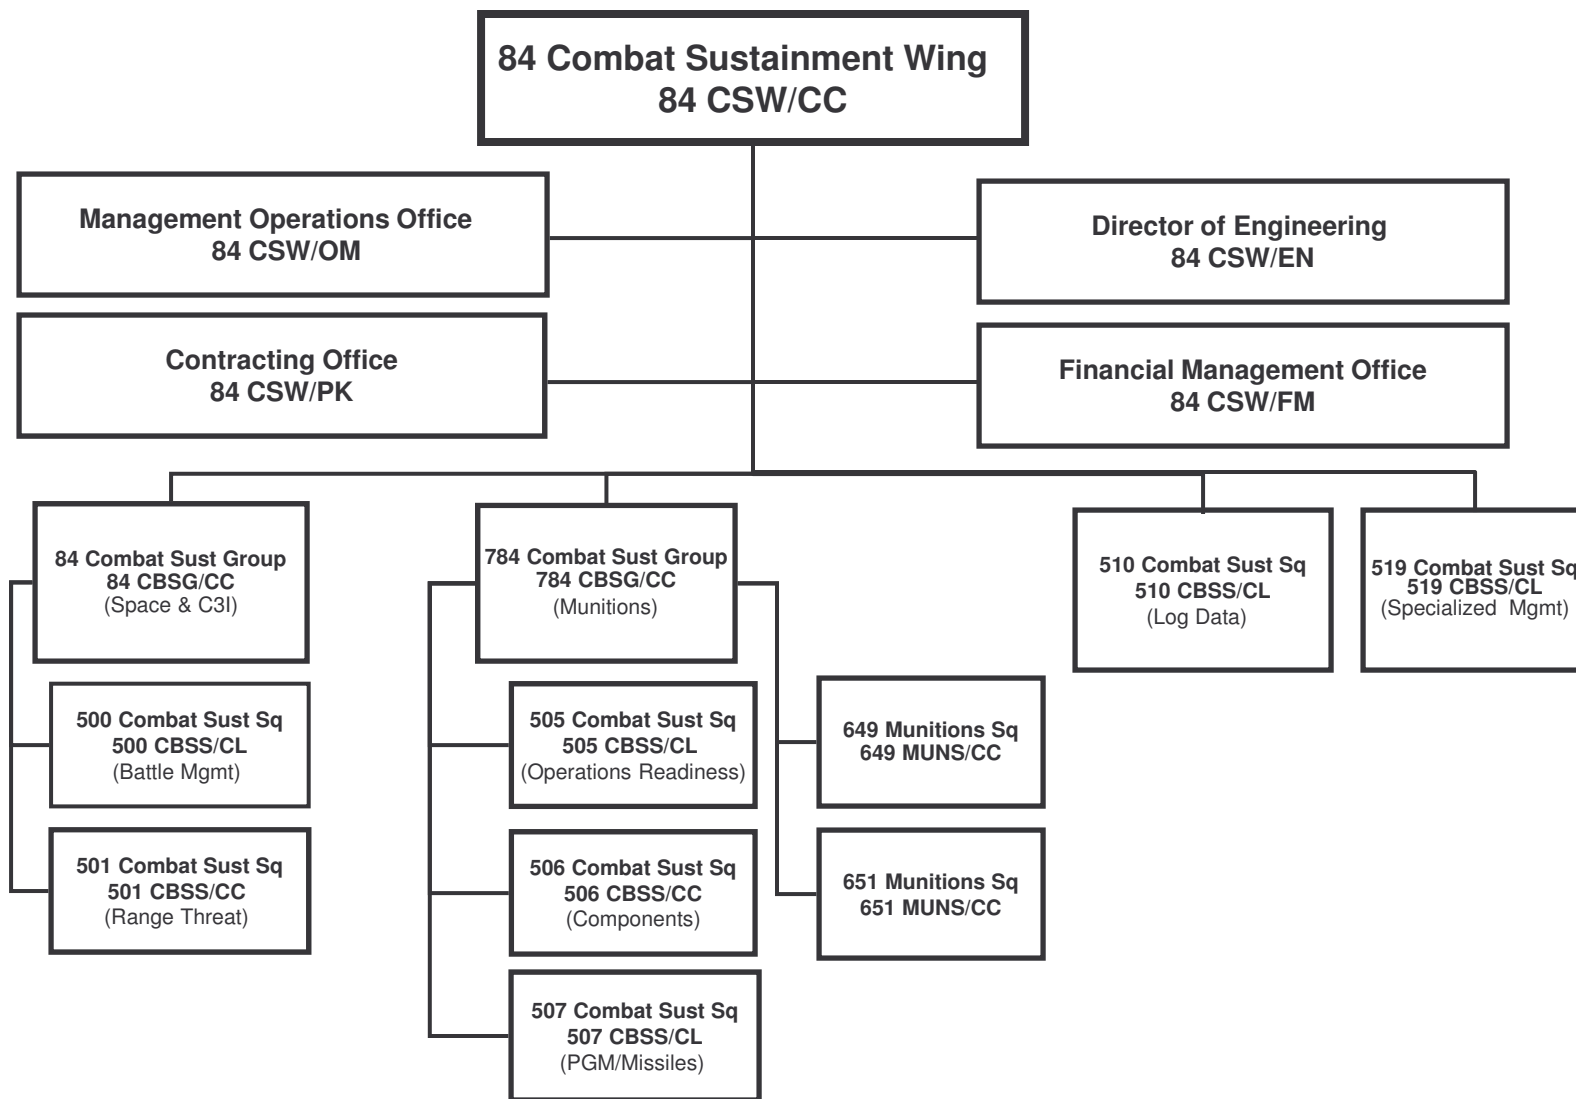 84 Combat Sustainment Wing
84 CSW/CC
Management Operations Office
84 CSW/OM
Director of Engineering
84 CSW/EN
Contracting Office
84 CSW/PK
Financial Management Office
84 CSW/FM
84 Combat Sust Group
84 CBSG/CC
(Space & C3I)
784 Combat Sust Group
784 CBSG/CC
(Munitions)
510 Combat Sust Sq
510 CBSS/CL
(Log Data)
519 Combat Sust Sq
519 CBSS/CL
(Specialized Mgmt)
500 Combat Sust Sq
500 CBSS/CL
(Battle Mgmt)
505 Combat Sust Sq
505 CBSS/CL
(Operations Readiness)
649 Munitions Sq
649 MUNS/CC
501 Combat Sust Sq
501 CBSS/CC
(Range Threat)
506 Combat Sust Sq
506 CBSS/CC
(Components)
651 Munitions Sq
651 MUNS/CC
507 Combat Sust Sq
507 CBSS/CL
(PGM/Missiles)